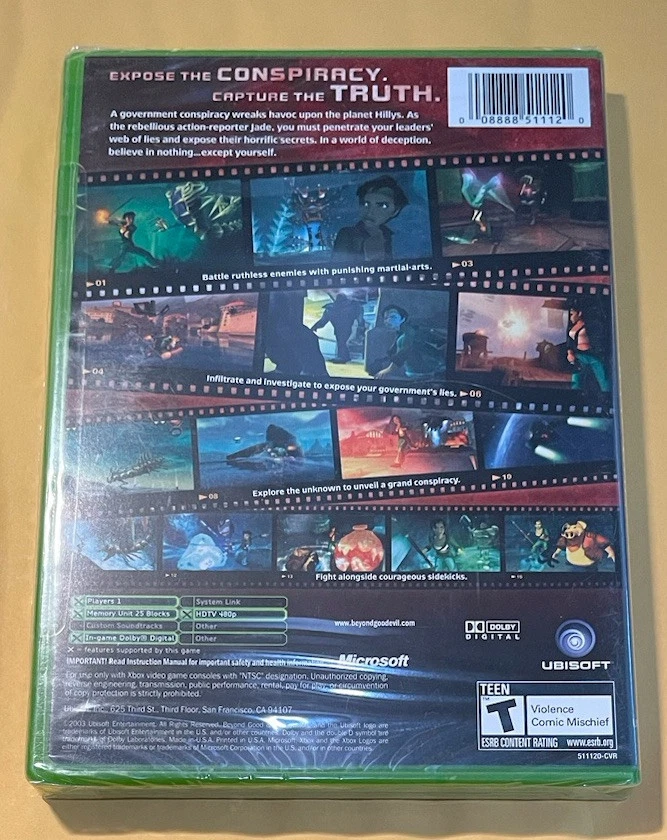 EXPOSE THE CONSPIRACY.
CAPTURE THE TRUTH.
0 08888 51112 0
A government conspiracy wreaks havoc upon the planet Hillys. As
the rebellious action-reporter Jade, you must penetrate your leaders'
web of lies and expose their horrific secrets. In a world of deception,
believe in nothing...except yourself.
01
Battle ruthless enemies with punishing martial-arts.
03
04
Infiltrate and investigate to expose your government's lies.
06
08
Explore the unknown to unveil a grand conspiracy.
10
12
13
Fight alongside courageous sidekicks.
Players 1
System Link
Memory Unit 25 Blocks
HDTV 480p
Custom Soundtracks
Other
In-game Dolby® Digital
Other
X - features supported by this game
www.beyondgoodevil.com
DOLBY
DIGITAL
UBISOFT
IMPORTANT! Read Instruction Manual for important safety and health information
Microsoft
For use only with Xbox video game consoles with "NTSC" designation. Unauthorized copying,
reverse engineering, transmission, public performance, rental, pay for play, or circumvention
of copy protection is strictly prohibited.
Inc., 625 Third St., Third Floor, San Francisco, CA 94107
© 2003 Ubisoft Entertainment. All Rights Reserved. Beyond Good and the Ubisoft logo are
trademarks of Ubisoft Entertainment in the U.S. and/or other countries. Dolby and the double D symbol are
trademarks of Dolby Laboratories. Made in U.S.A. Printed in U.S.A. Microsoft, Xbox and the Xbox Logos are
either registered trademarks or trademarks of Microsoft Corporation in the U.S. and/or in other countries.
TEEN
T
Violence
Comic Mischief
ESRB CONTENT RATING www.esrb.org
511120-CVR